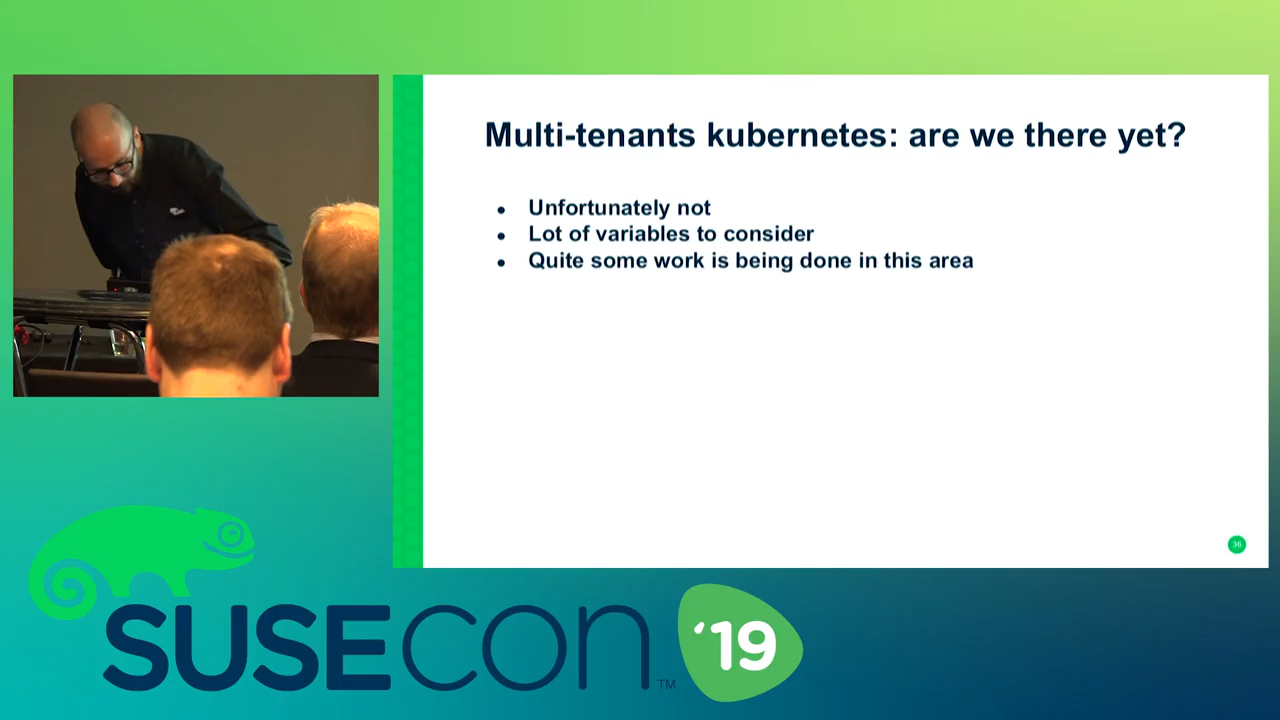 Multi-tenants kubernetes: are we there yet?
● Unfortunately not
● Lot of variables to consider
● Quite some work is being done in this area
36
SUSECON ™ '19